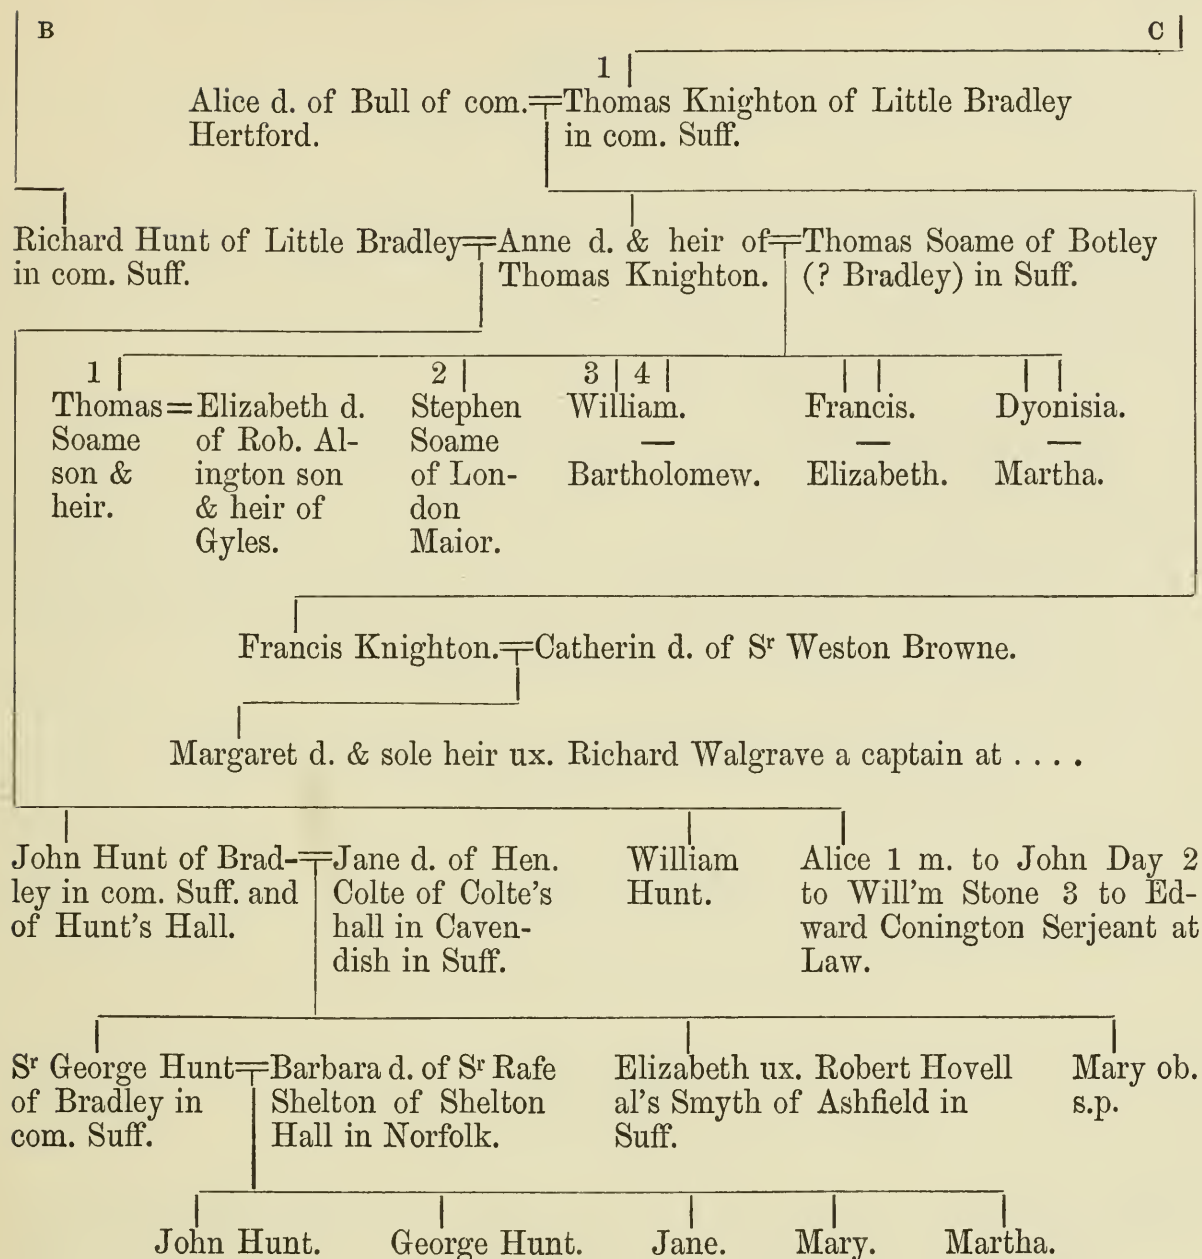 B
C
1
Alice d. of Bull of com. = Thomas Knighton of Little Bradley
Hertford. in com. Suff.
Richard Hunt of Little Bradley = Anne d. & heir of = Thomas Soame of Botley
in com. Suff. Thomas Knighton. (? Bradley) in Suff.
1 2 3 4
Thomas = Elizabeth d. Stephen William. Francis. Dyonisia.
Soame of Rob. Al- Soame — — —
son & ington son of Lon- Bartholomew. Elizabeth. Martha.
heir. & heir of don
Gyles. Maior.
Francis Knighton. = Catherin d. of Sr Weston Browne.
Margaret d. & sole heir ux. Richard Walgrave a captain at . . . .
John Hunt of Brad- = Jane d. of Hen. William Alice 1 m. to John Day 2
ley in com. Suff. and Colte of Colte's Hunt. to Will'm Stone 3 to Ed-
of Hunt's Hall. hall in Caven- ward Conington Serjeant at
dish in Suff. Law.
Sr George Hunt = Barbara d. of Sr Rafe Elizabeth ux. Robert Hovell Mary ob.
of Bradley in Shelton of Shelton al's Smyth of Ashfield in s.p.
com. Suff. Hall in Norfolk. Suff.
John Hunt. George Hunt. Jane. Mary. Martha.